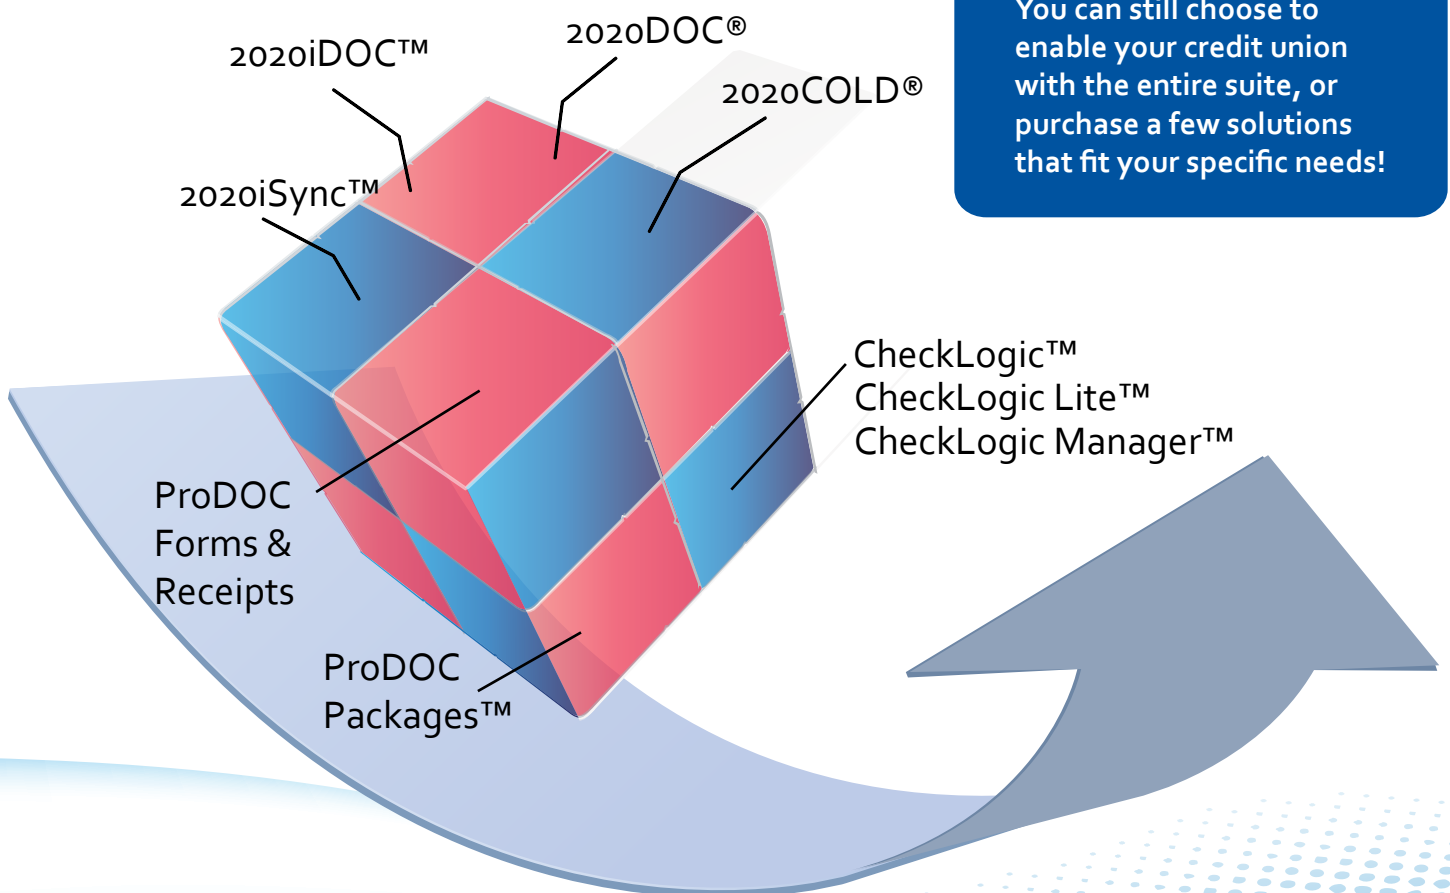 You can still choose to
enable your credit union
with the entire suite, or
purchase a few solutions
that fit your specific needs!
2020DOC®
2020iDOC™
2020COLD®
2020iSync™
CheckLogic™
CheckLogic Lite™
CheckLogic Manager™
ProDOC
Forms &
Receipts
ProDOC
Packages™